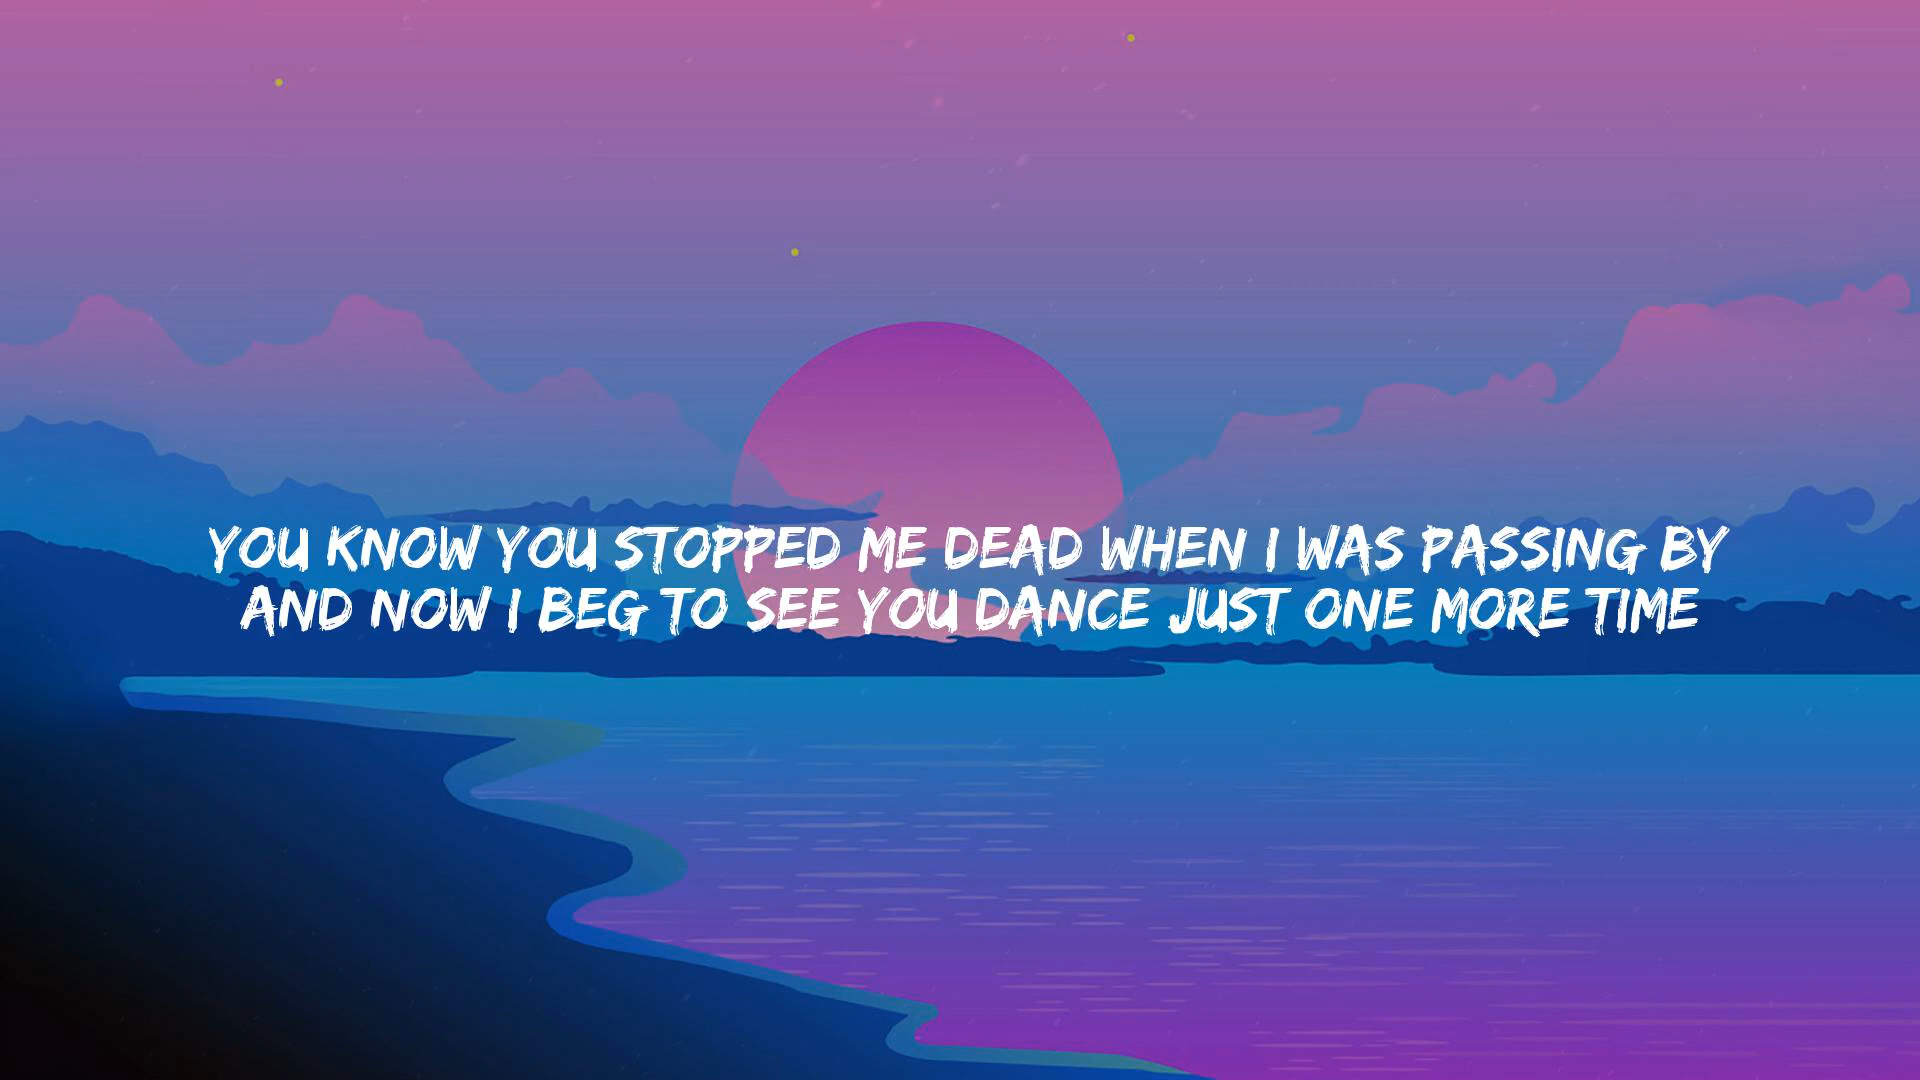 YOU KNOW YOU STOPPED ME DEAD WHEN I WAS PASSING BY
AND NOW I BEG TO SEE YOU DANCE JUST ONE MORE TIME